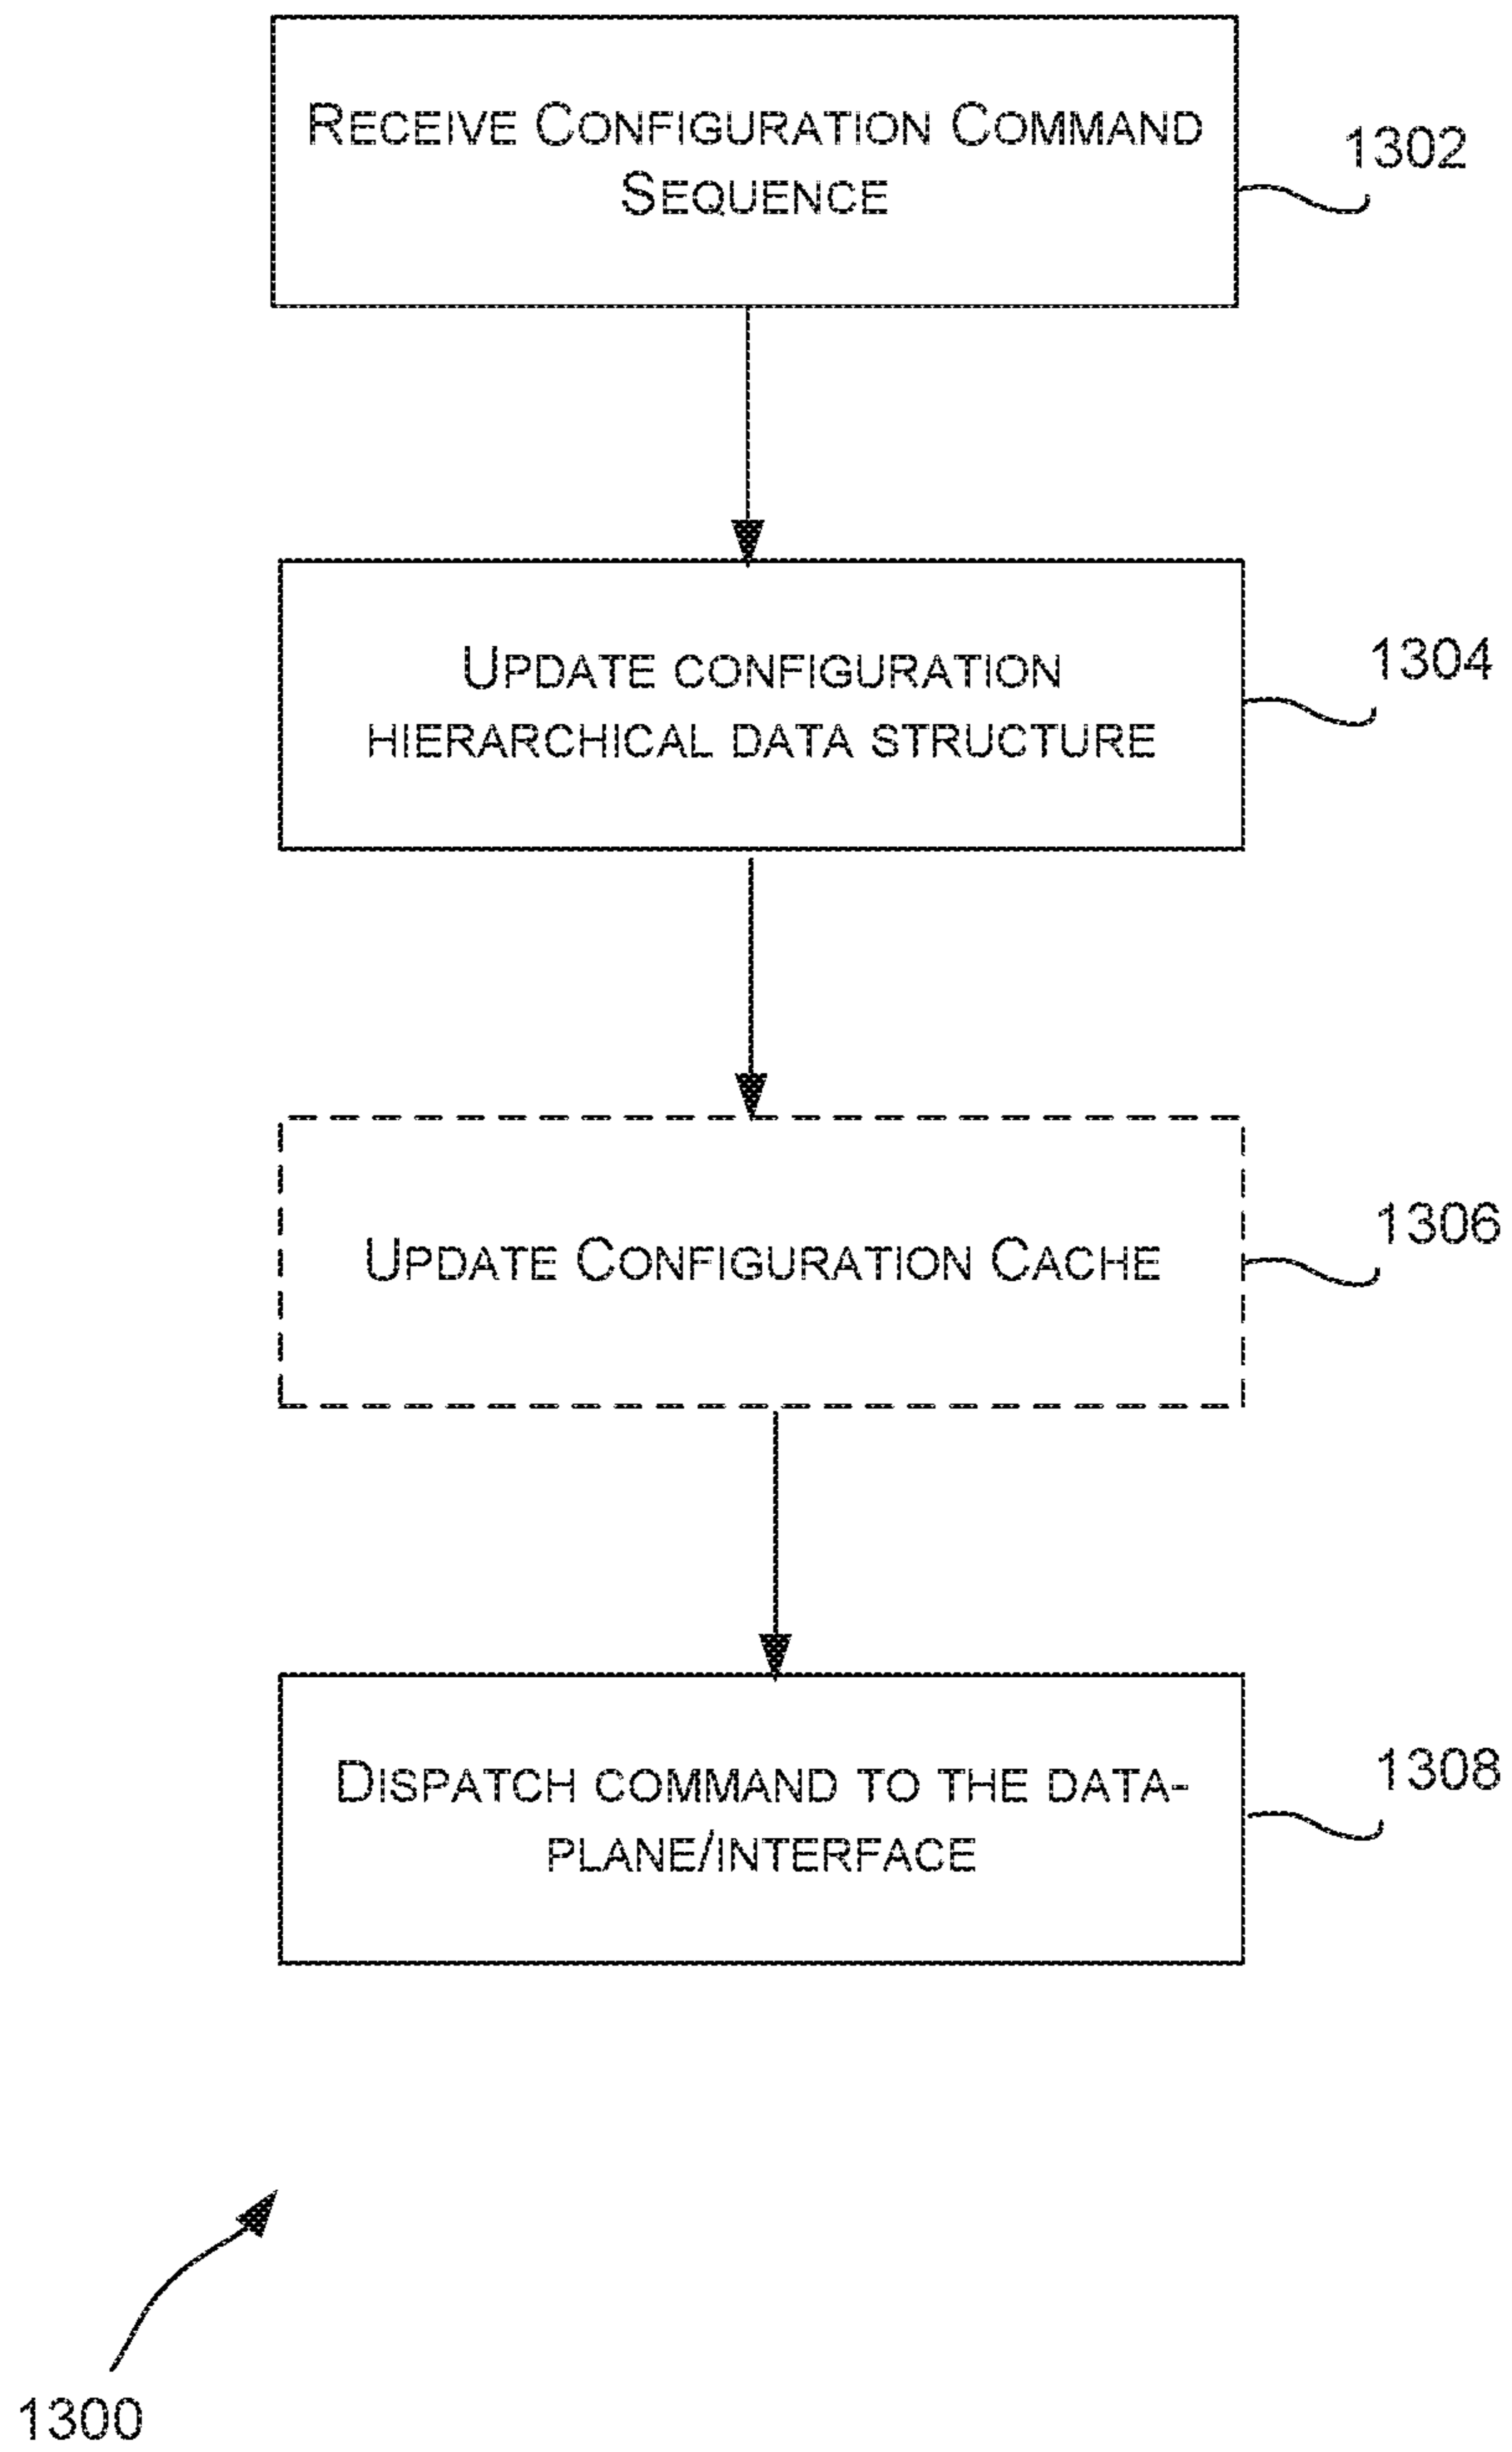 RECEIVE CONFIGURATION COMMAND
SEQUENCE
1302
UPDATE CONFIGURATION
HIERARCHICAL DATA STRUCTURE
1304
UPDATE CONFIGURATION CACHE
1306
DISPATCH COMMAND TO THE DATA-
PLANE/INTERFACE
1308
1300